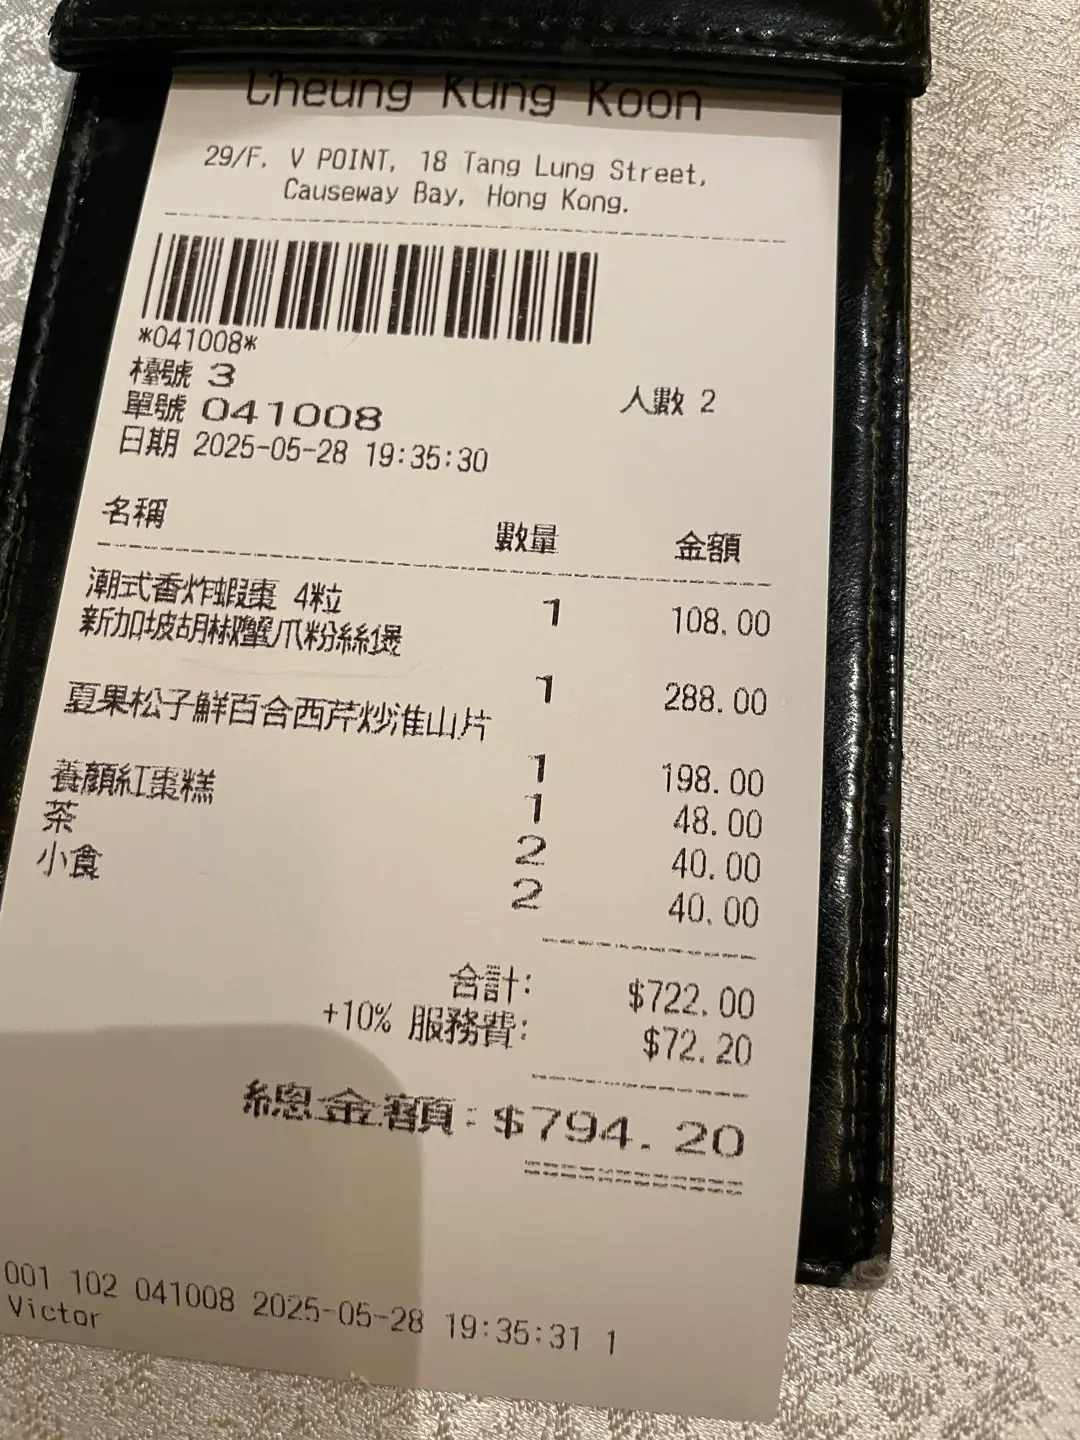 Cheung Kung Koon
29/F, V POINT, 18 Tang Lung Street,
Causeway Bay, Hong Kong.
*041008*
檯號 3 人數 2
單號 041008
日期 2025-05-28 19:35:30
名稱 數量 金額
潮式香炸蝦棗 4粒 1 108.00
新加坡胡椒蟹爪粉絲煲
1 288.00
夏果松子鮮百合西芹炒淮山片
1 198.00
養顏紅棗糕 1 48.00
茶 2 40.00
小食 2 40.00
合計: $722.00
+10% 服務費: $72.20
總金額: $794.20
001 102 041008 2025-05-28 19:35:31 1
Victor